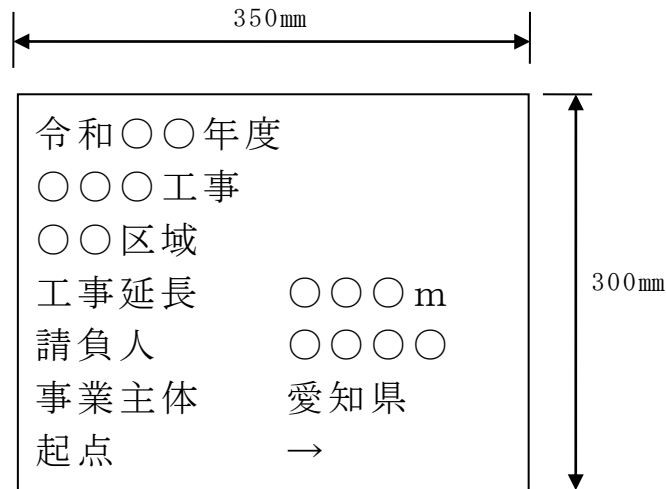 350㎜
令和○○年度
○○○工事
○○区域
工事延長　　○○○m
300㎜
請負人　　　○○○○
事業主体　　愛知県
起点　　　　→